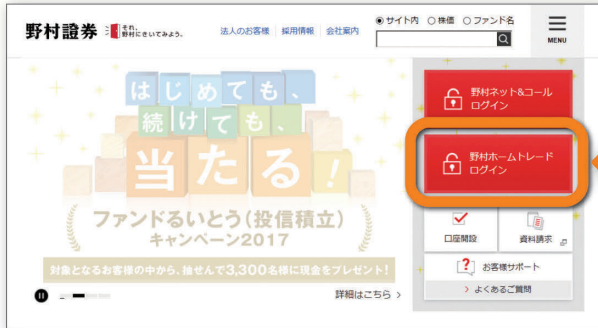 野村證券 それ、
野村にきいてみよう。
法人のお客様 採用情報 会社案内
サイト内 株価 ファンド名
MENU
はじめても、
続けても、
当たる!
ファンドるいとう(投信積立)
キャンペーン2017
対象となるお客様の中から、抽せんで3,300名様に現金をプレゼント!
詳細はこちら
野村ネット&コール
ログイン
野村ホームトレード
ログイン
口座開設 資料請求
お客様サポート
よくあるご質問